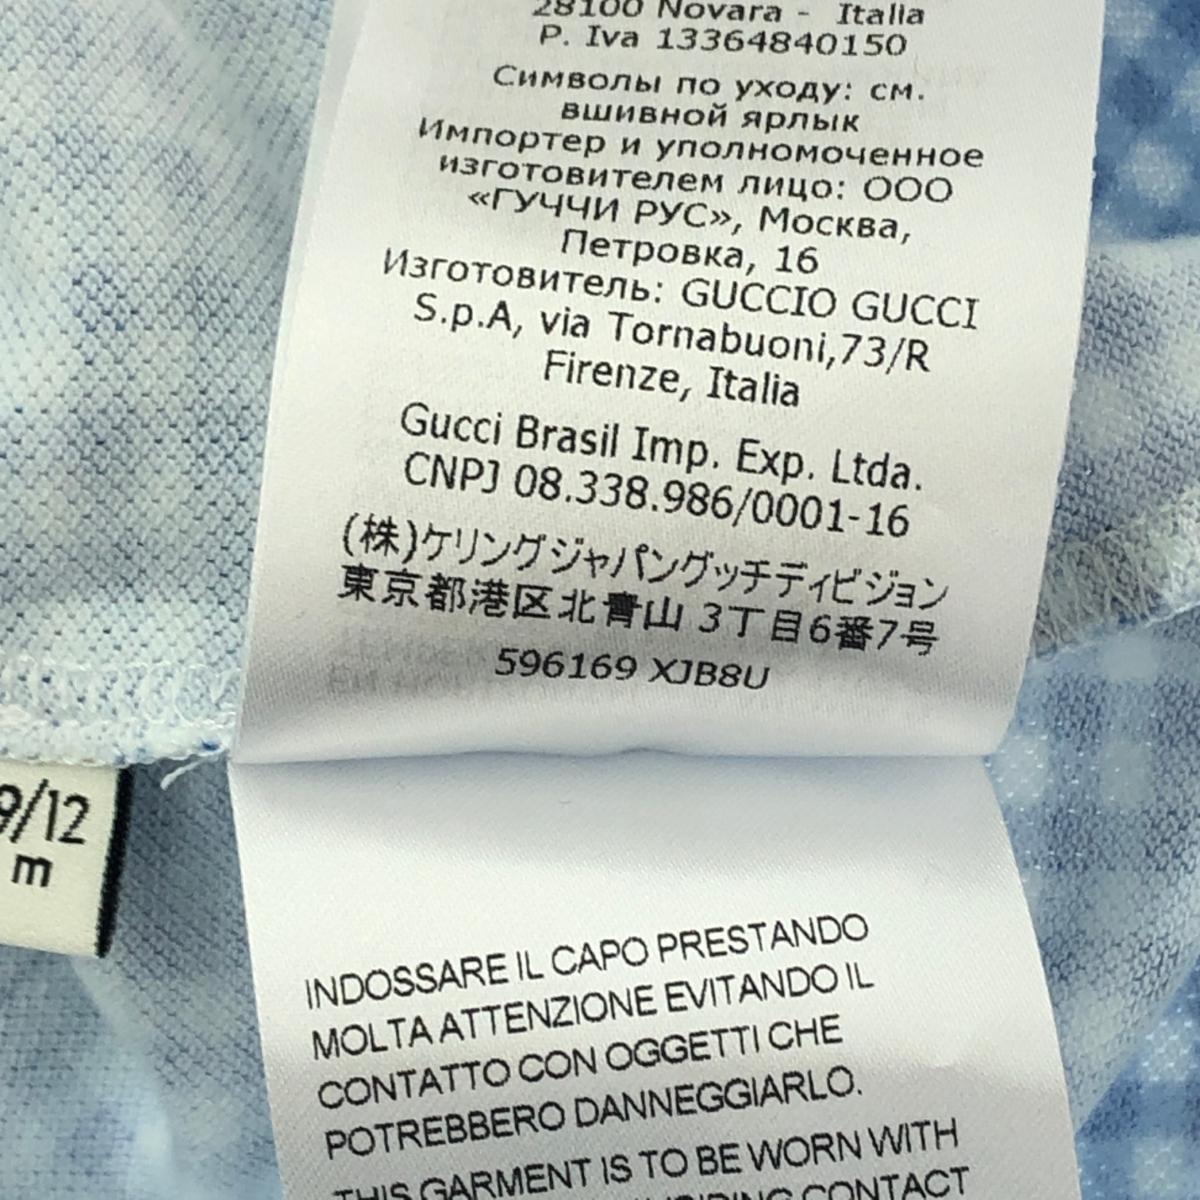 28100 Novara - Italia
P. Iva 13364840150
Символы по уходу: см.
вшивной ярлык
Импортер и уполномоченное
изготовителем лицо: ООО
«ГУЧЧИ РУС», Москва,
Петровка, 16
Изготовитель: GUCCIO GUCCI
S.p.A, via Tornabuoni,73/R
Firenze, Italia
Gucci Brasil Imp. Exp. Ltda.
CNPJ 08.338.986/0001-16
(株)ケリングジャパングッチディビジョン
東京都港区北青山 3丁目6番7号
596169 XJB8U
9/12
m
INDOSSARE IL CAPO PRESTANDO
MOLTA ATTENZIONE EVITANDO IL
CONTATTO CON OGGETTI CHE
POTREBBERO DANNEGGIARLO.
THIS GARMENT IS TO BE WORN WITH
CONTACT